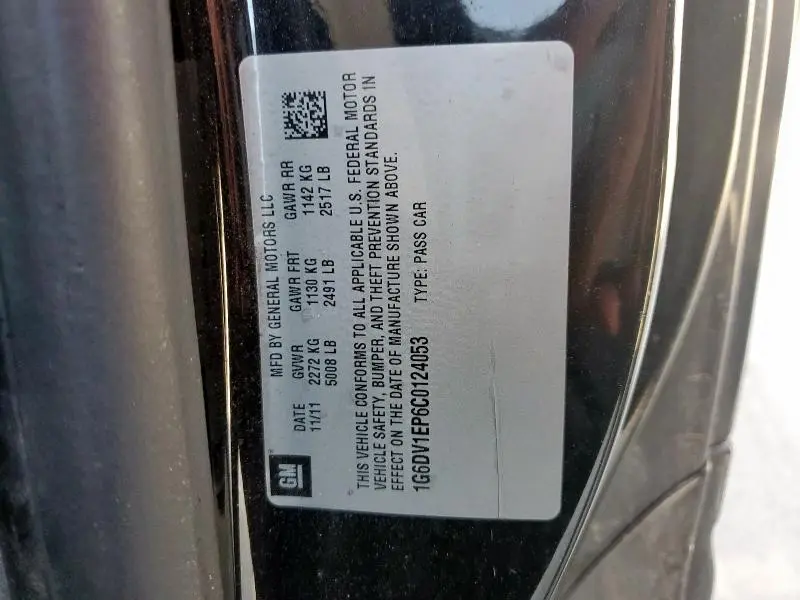 GM
MFD BY GENERAL MOTORS LLC
DATE GVWR GAWR FRT GAWR RR
11/11 2272 KG 1130 KG 1142 KG
5008 LB 2491 LB 2517 LB
THIS VEHICLE CONFORMS TO ALL APPLICABLE U.S. FEDERAL MOTOR
VEHICLE SAFETY, BUMPER, AND THEFT PREVENTION STANDARDS IN
EFFECT ON THE DATE OF MANUFACTURE SHOWN ABOVE.
1G6DV1EP6C0124053 TYPE: PASS CAR